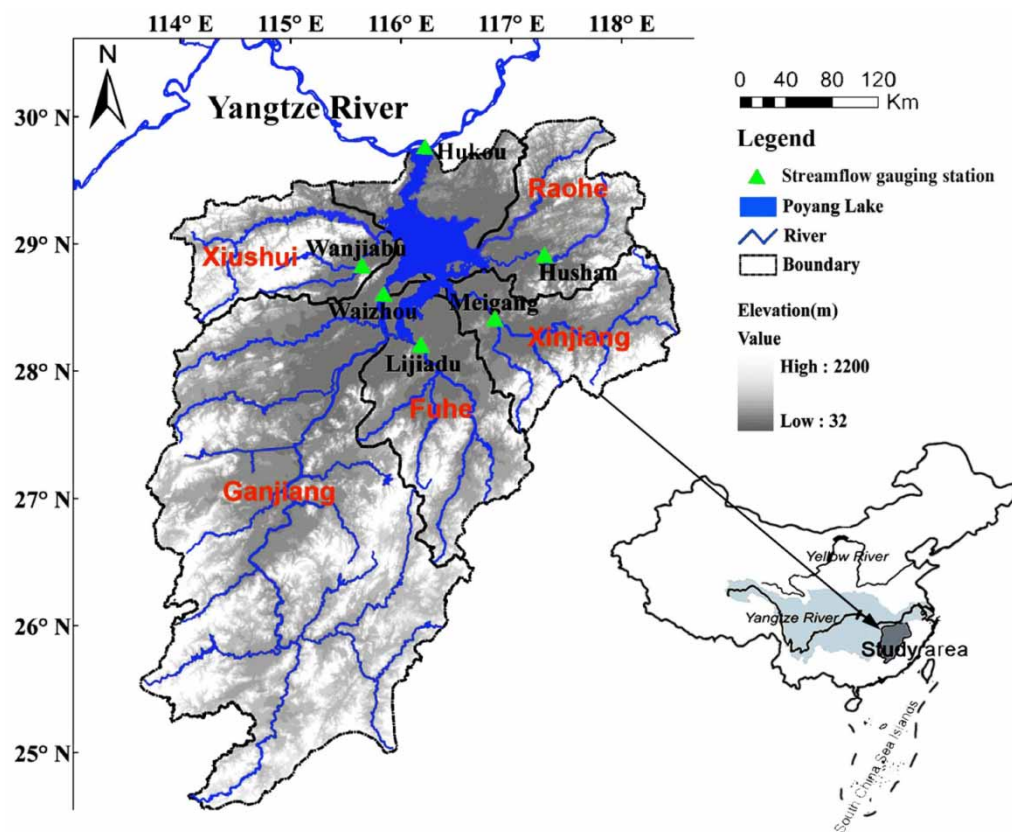 114° E 115° E 116° E 117° E 118° E
N
30° N
29° N
28° N
27° N
26° N
25° N
Yangtze River
Hukou
Raohe
Xiushui
Wanjiabu
Hushan
Waizhou
Meigang
Xinjiang
Lijiadu
Fuhe
Ganjiang
0 40 80 120
Km
Legend
Streamflow gauging station
Poyang Lake
River
Boundary
Elevation(m)
Value
High : 2200
Low : 32
Yellow River
Yangtze River
Study area
South China Sea Islands